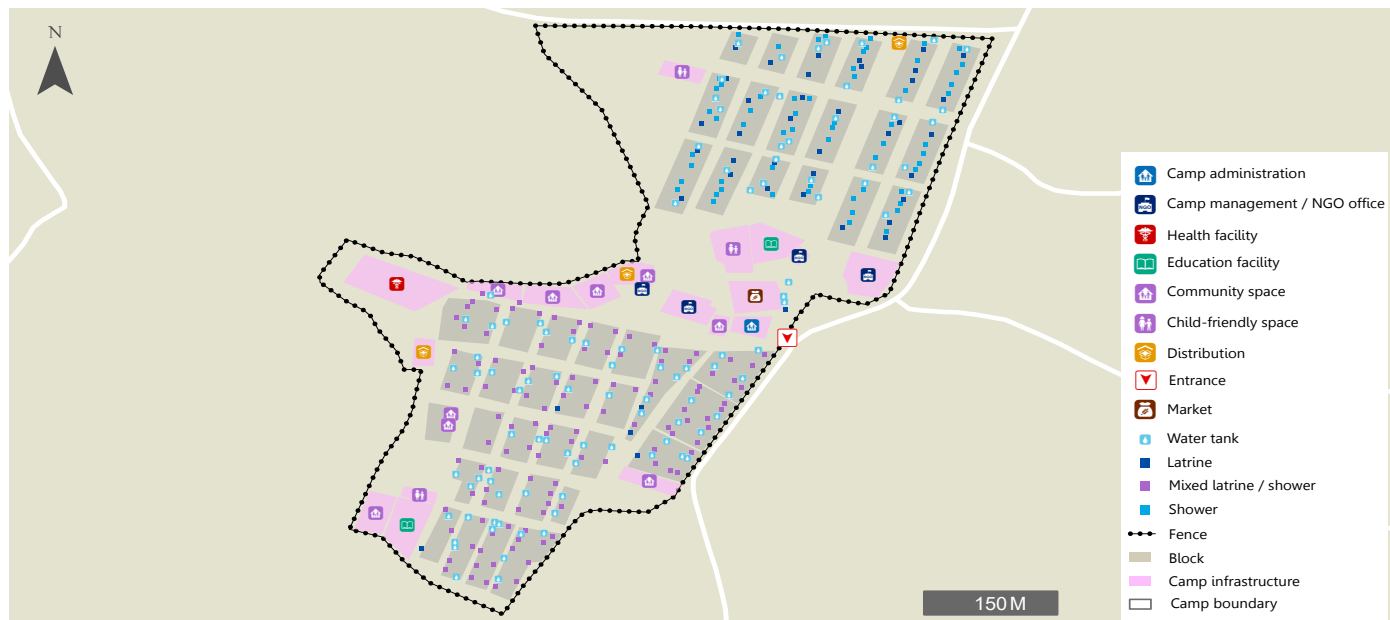 N
Camp administration
Camp management / NGO office
NGO
Health facility
Education facility
Community space
Child-friendly space
Distribution
Entrance
Market
Water tank
Latrine
Mixed latrine / shower
Shower
Fence
Block
Camp infrastructure
Camp boundary
150 M